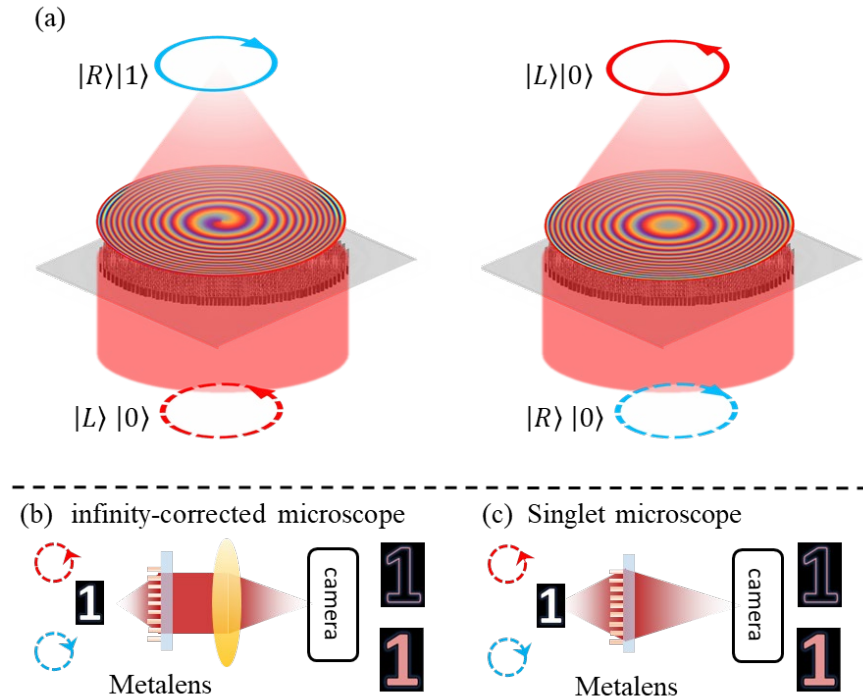 (a)
|R⟩|1⟩
|L⟩|0⟩
|L⟩ |0⟩
|R⟩ |0⟩
(b) infinity-corrected microscope
1
camera
1
1
Metalens
(c) Singlet microscope
1
camera
1
1
Metalens